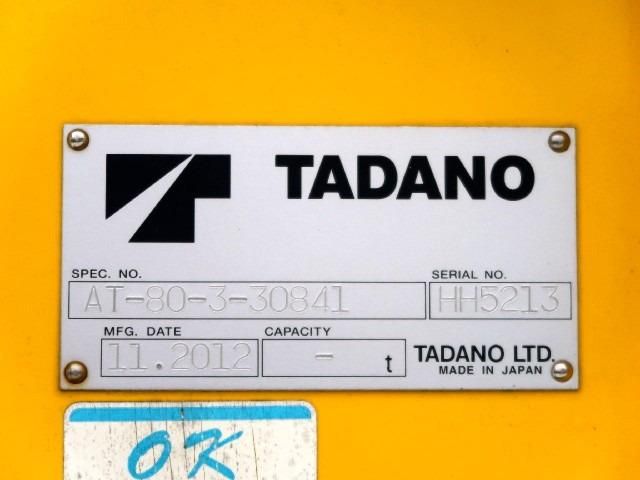 TADANO
SPEC. NO. SERIAL NO.
AT-80-3-30841 HH5213
MFG. DATE CAPACITY
11.2012 - t TADANO LTD.
MADE IN JAPAN
OK